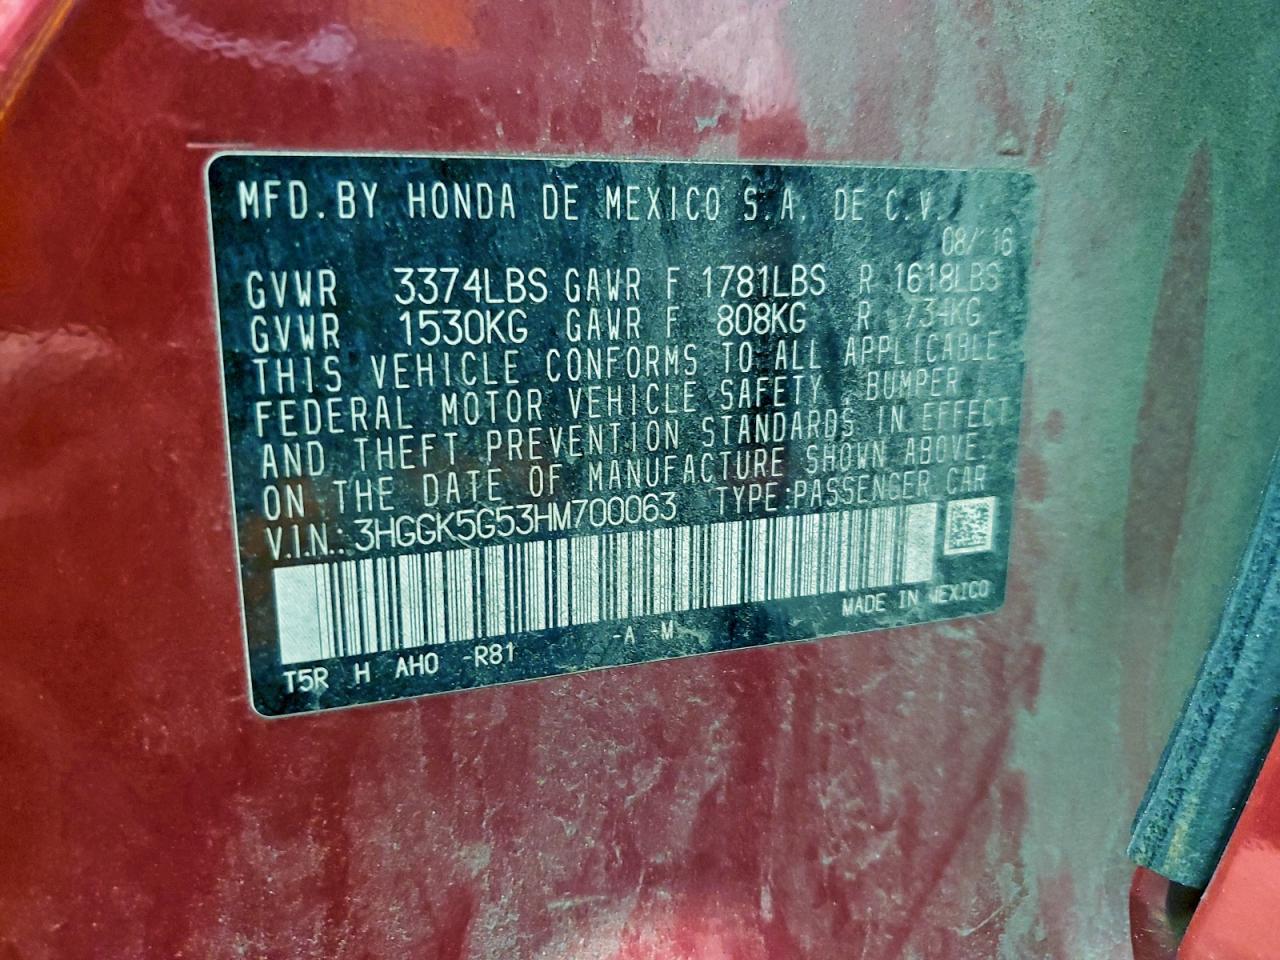 MFD. BY HONDA DE MEXICO S.A. DE C.V.
08/16
GVWR 3374LBS GAWR F 1781LBS R 1618LBS
GVWR 1530KG GAWR F 808KG R 734KG
THIS VEHICLE CONFORMS TO ALL APPLICABLE
FEDERAL MOTOR VEHICLE SAFETY, BUMPER,
AND THEFT PREVENTION STANDARDS IN EFFECT
ON THE DATE OF MANUFACTURE SHOWN ABOVE.
V.I.N.: 3HGGK5G53HM700063 TYPE:PASSENGER CAR
MADE IN MEXICO
T5R H AH0 -R81 -A -M